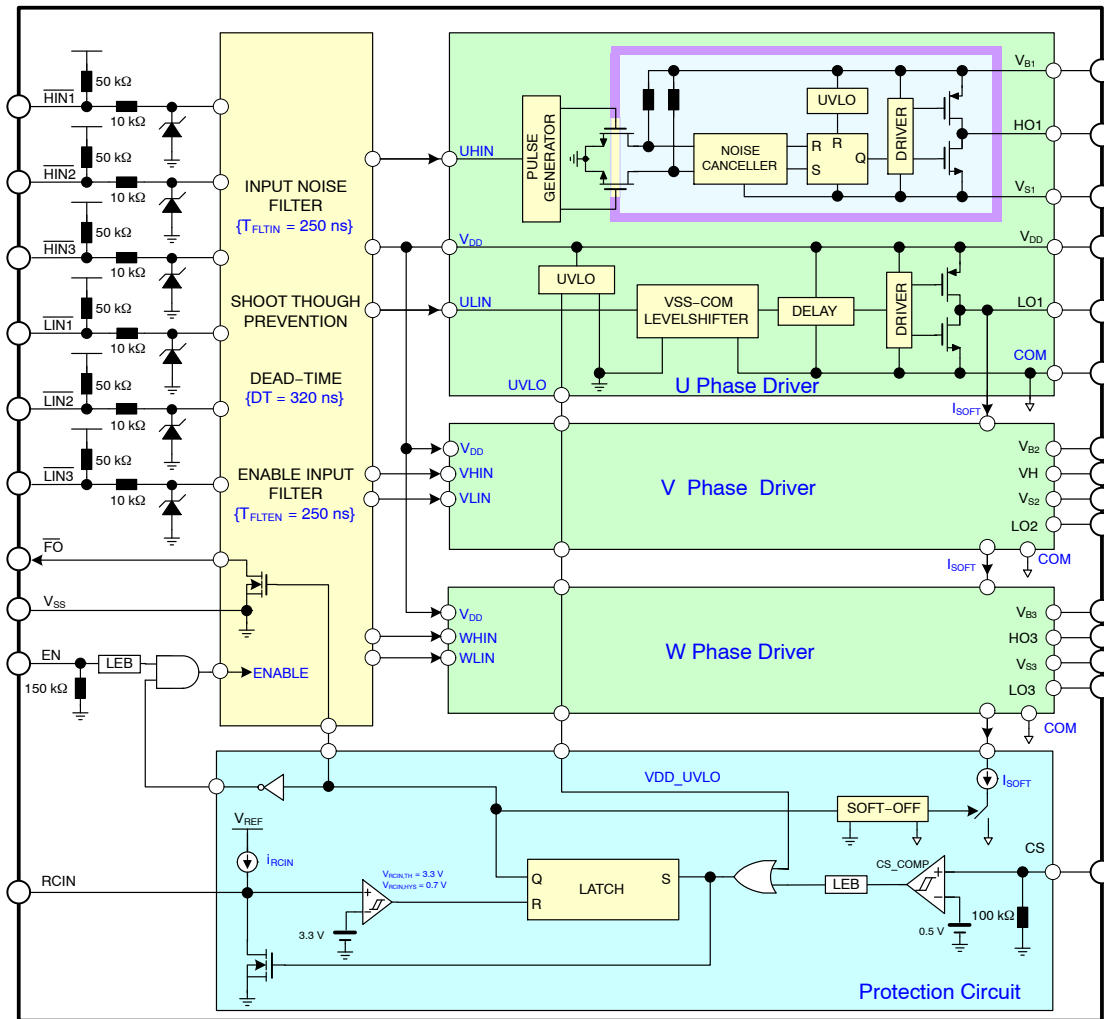 50 kΩ
HIN1
10 kΩ
50 kΩ
HIN2
10 kΩ
50 kΩ
HIN3
10 kΩ
50 kΩ
LIN1
10 kΩ
50 kΩ
LIN2
10 kΩ
50 kΩ
LIN3
10 kΩ
FO
VSS
EN
LEB
150 kΩ
RCIN
INPUT NOISE
FILTER
{TFLTIN = 250 ns}
SHOOT THOUGH
PREVENTION
DEAD–TIME
{DT = 320 ns}
ENABLE INPUT
FILTER
{TFLTEN = 250 ns}
ENABLE
UHIN
PULSE
GENERATOR
NOISE
CANCELLER
UVLO
R
R
S
Q
DRIVER
VB1
HO1
VS1
VDD
VDD
UVLO
ULIN
VSS–COM
LEVELSHIFTER
DELAY
DRIVER
LO1
COM
UVLO
U Phase Driver
ISOFT
VDD
VHIN
VLIN
V Phase Driver
VB2
VH
VS2
LO2
COM
ISOFT
VDD
WHIN
WLIN
W Phase Driver
VB3
HO3
VS3
LO3
COM
VDD_UVLO
ISOFT
SOFT–OFF
VREF
iRCIN
VRCIN,TH = 3.3 V
VRCIN,HYS = 0.7 V
+
–
3.3 V
Q
R
LATCH
S
LEB
CS_COMP
+
–
0.5 V
CS
100 kΩ
Protection Circuit